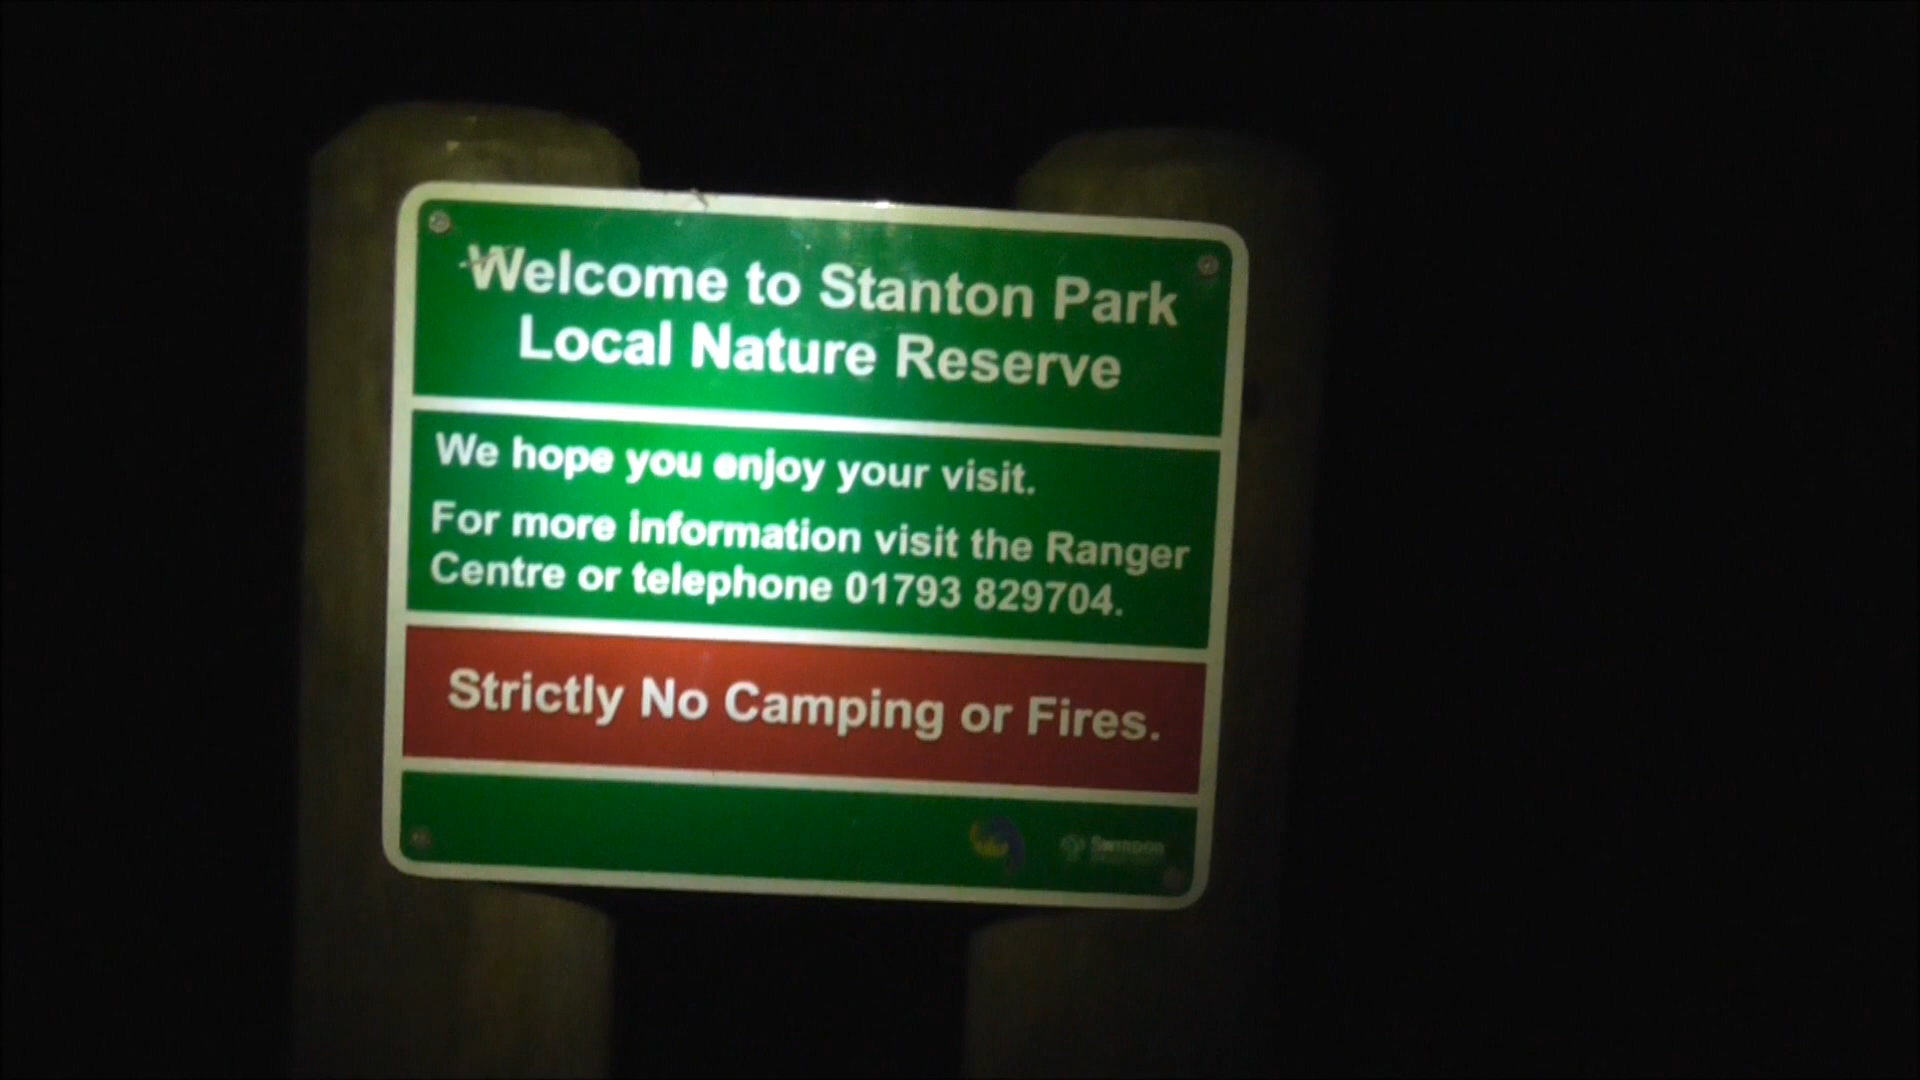 Welcome to Stanton Park
Local Nature Reserve
We hope you enjoy your visit.
For more information visit the Ranger
Centre or telephone 01793 829704.
Strictly No Camping or Fires.
Swindon